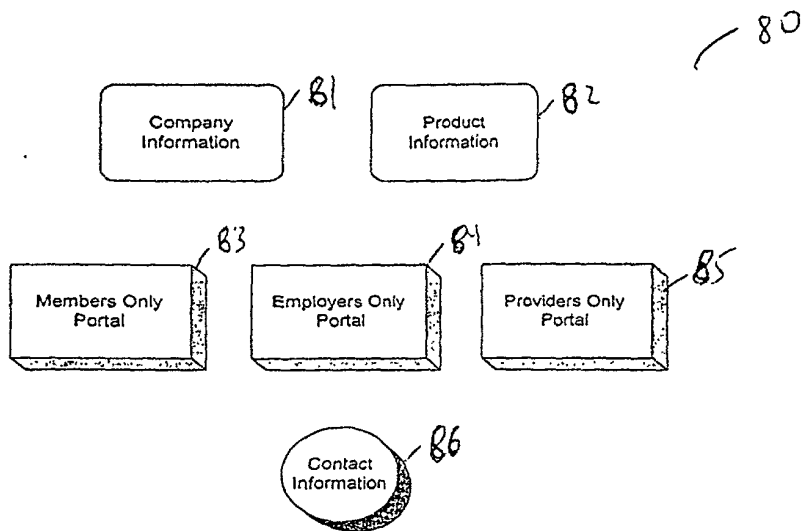 80
81
82
Company
Information
Product
Information
83
84
85
Members Only
Portal
Employers Only
Portal
Providers Only
Portal
86
Contact
Information